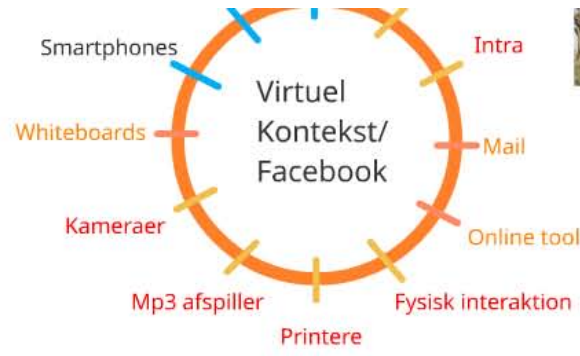 Smartphones
Intra
Virtuel
Kontekst/
Facebook
Whiteboards
Mail
Kameraer
Online tool
Mp3 afspiller
Fysisk interaktion
Printere